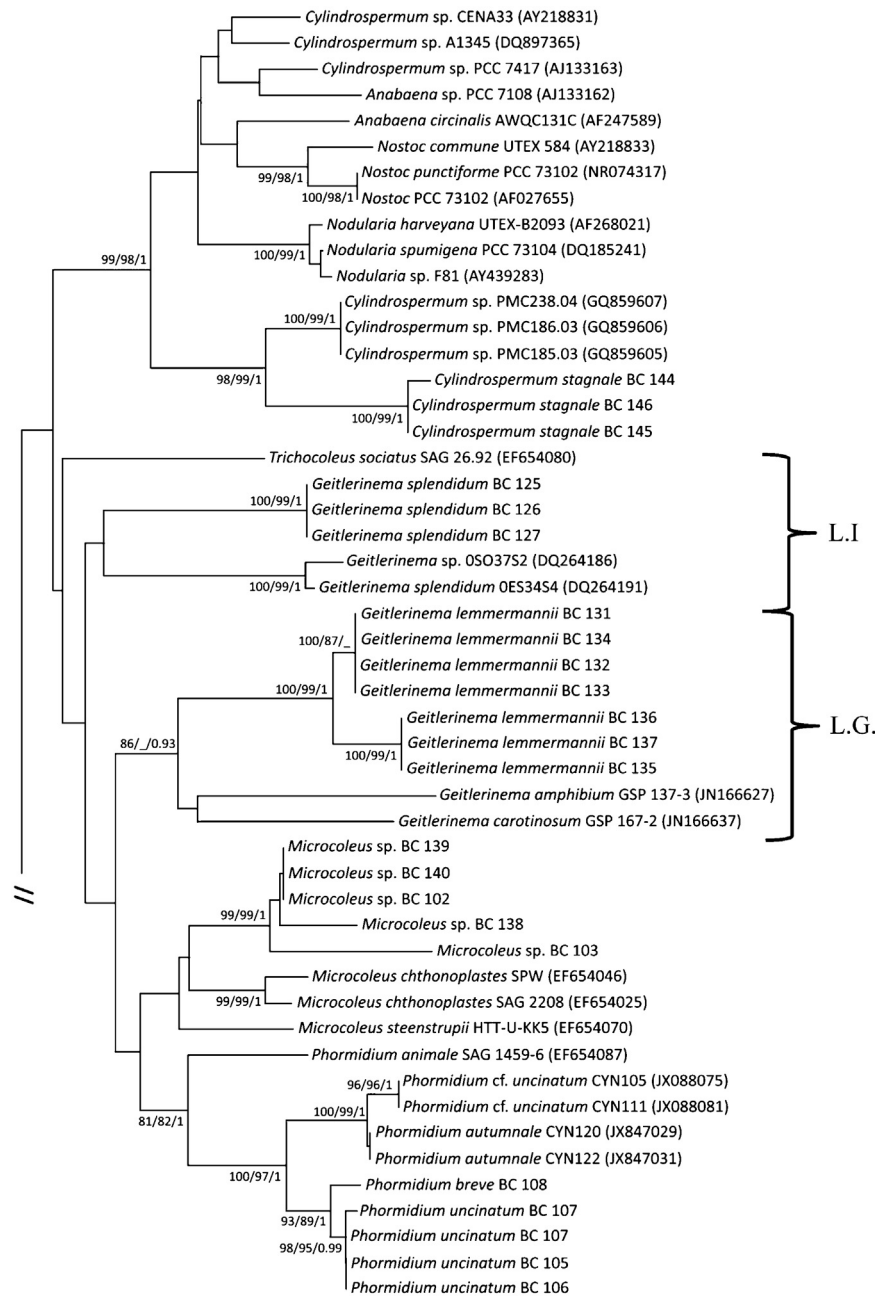 Cylindrospermum sp. CENA33 (AY218831)
Cylindrospermum sp. A1345 (DQ897365)
Cylindrospermum sp. PCC 7417 (AJ133163)
Anabaena sp. PCC 7108 (AJ133162)
Anabaena circinalis AWQC131C (AF247589)
Nostoc commune UTEX 584 (AY218833)
99/98/1
Nostoc punctiforme PCC 73102 (NR074317)
100/98/1
Nostoc PCC 73102 (AF027655)
Nodularia harveyana UTEX-B2093 (AF268021)
100/99/1
Nodularia spumigena PCC 73104 (DQ185241)
Nodularia sp. F81 (AY439283)
99/98/1
Cylindrospermum sp. PMC238.04 (GQ859607)
100/99/1
Cylindrospermum sp. PMC186.03 (GQ859606)
Cylindrospermum sp. PMC185.03 (GQ859605)
98/99/1
Cylindrospermum stagnale BC 144
Cylindrospermum stagnale BC 146
100/99/1
Cylindrospermum stagnale BC 145
Trichocoleus sociatus SAG 26.92 (EF654080)
Geitlerinema splendidum BC 125
100/99/1
Geitlerinema splendidum BC 126
Geitlerinema splendidum BC 127
L.I
Geitlerinema sp. 0SO37S2 (DQ264186)
100/99/1
Geitlerinema splendidum 0ES34S4 (DQ264191)
Geitlerinema lemmermannii BC 131
100/87/_
Geitlerinema lemmermannii BC 134
Geitlerinema lemmermannii BC 132
100/99/1
Geitlerinema lemmermannii BC 133
Geitlerinema lemmermannii BC 136
L.G.
86/_/0.93
Geitlerinema lemmermannii BC 137
100/99/1
Geitlerinema lemmermannii BC 135
Geitlerinema amphibium GSP 137-3 (JN166627)
Geitlerinema carotinosum GSP 167-2 (JN166637)
Microcoleus sp. BC 139
Microcoleus sp. BC 140
//
Microcoleus sp. BC 102
99/99/1
Microcoleus sp. BC 138
Microcoleus sp. BC 103
Microcoleus chthonoplastes SPW (EF654046)
99/99/1
Microcoleus chthonoplastes SAG 2208 (EF654025)
Microcoleus steenstrupii HTT-U-KK5 (EF654070)
Phormidium animale SAG 1459-6 (EF654087)
96/96/1
Phormidium cf. uncinatum CYN105 (JX088075)
Phormidium cf. uncinatum CYN111 (JX088081)
100/99/1
81/82/1
Phormidium autumnale CYN120 (JX847029)
Phormidium autumnale CYN122 (JX847031)
100/97/1
Phormidium breve BC 108
93/89/1
Phormidium uncinatum BC 107
Phormidium uncinatum BC 107
98/95/0.99
Phormidium uncinatum BC 105
Phormidium uncinatum BC 106